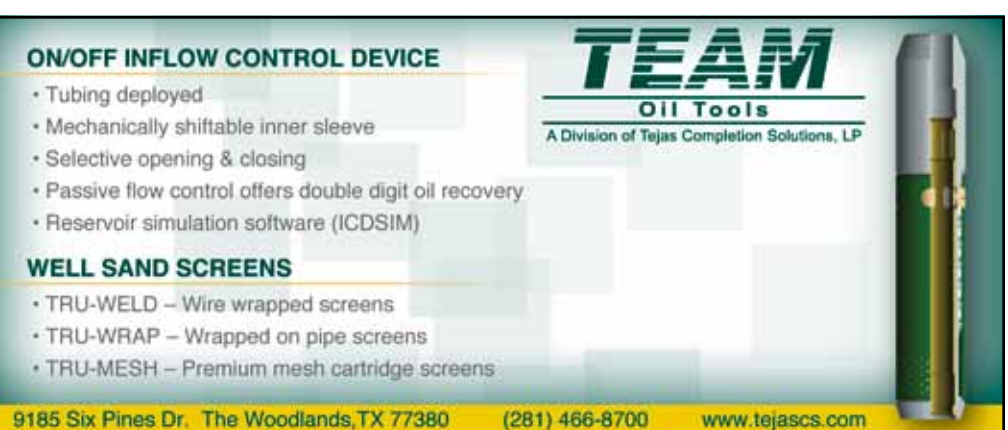 ON/OFF INFLOW CONTROL DEVICE
• Tubing deployed
• Mechanically shiftable inner sleeve
• Selective opening & closing
• Passive flow control offers double digit oil recovery
• Reservoir simulation software (ICDSIM)
WELL SAND SCREENS
• TRU-WELD – Wire wrapped screens
• TRU-WRAP – Wrapped on pipe screens
• TRU-MESH – Premium mesh cartridge screens
TEAM
Oil Tools
A Division of Tejas Completion Solutions, LP
9185 Six Pines Dr. The Woodlands,TX 77380 (281) 466-8700 www.tejascs.com